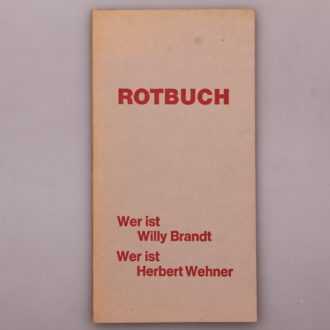 ROTBUCH
Wer ist
Willy Brandt
Wer ist
Herbert Wehner